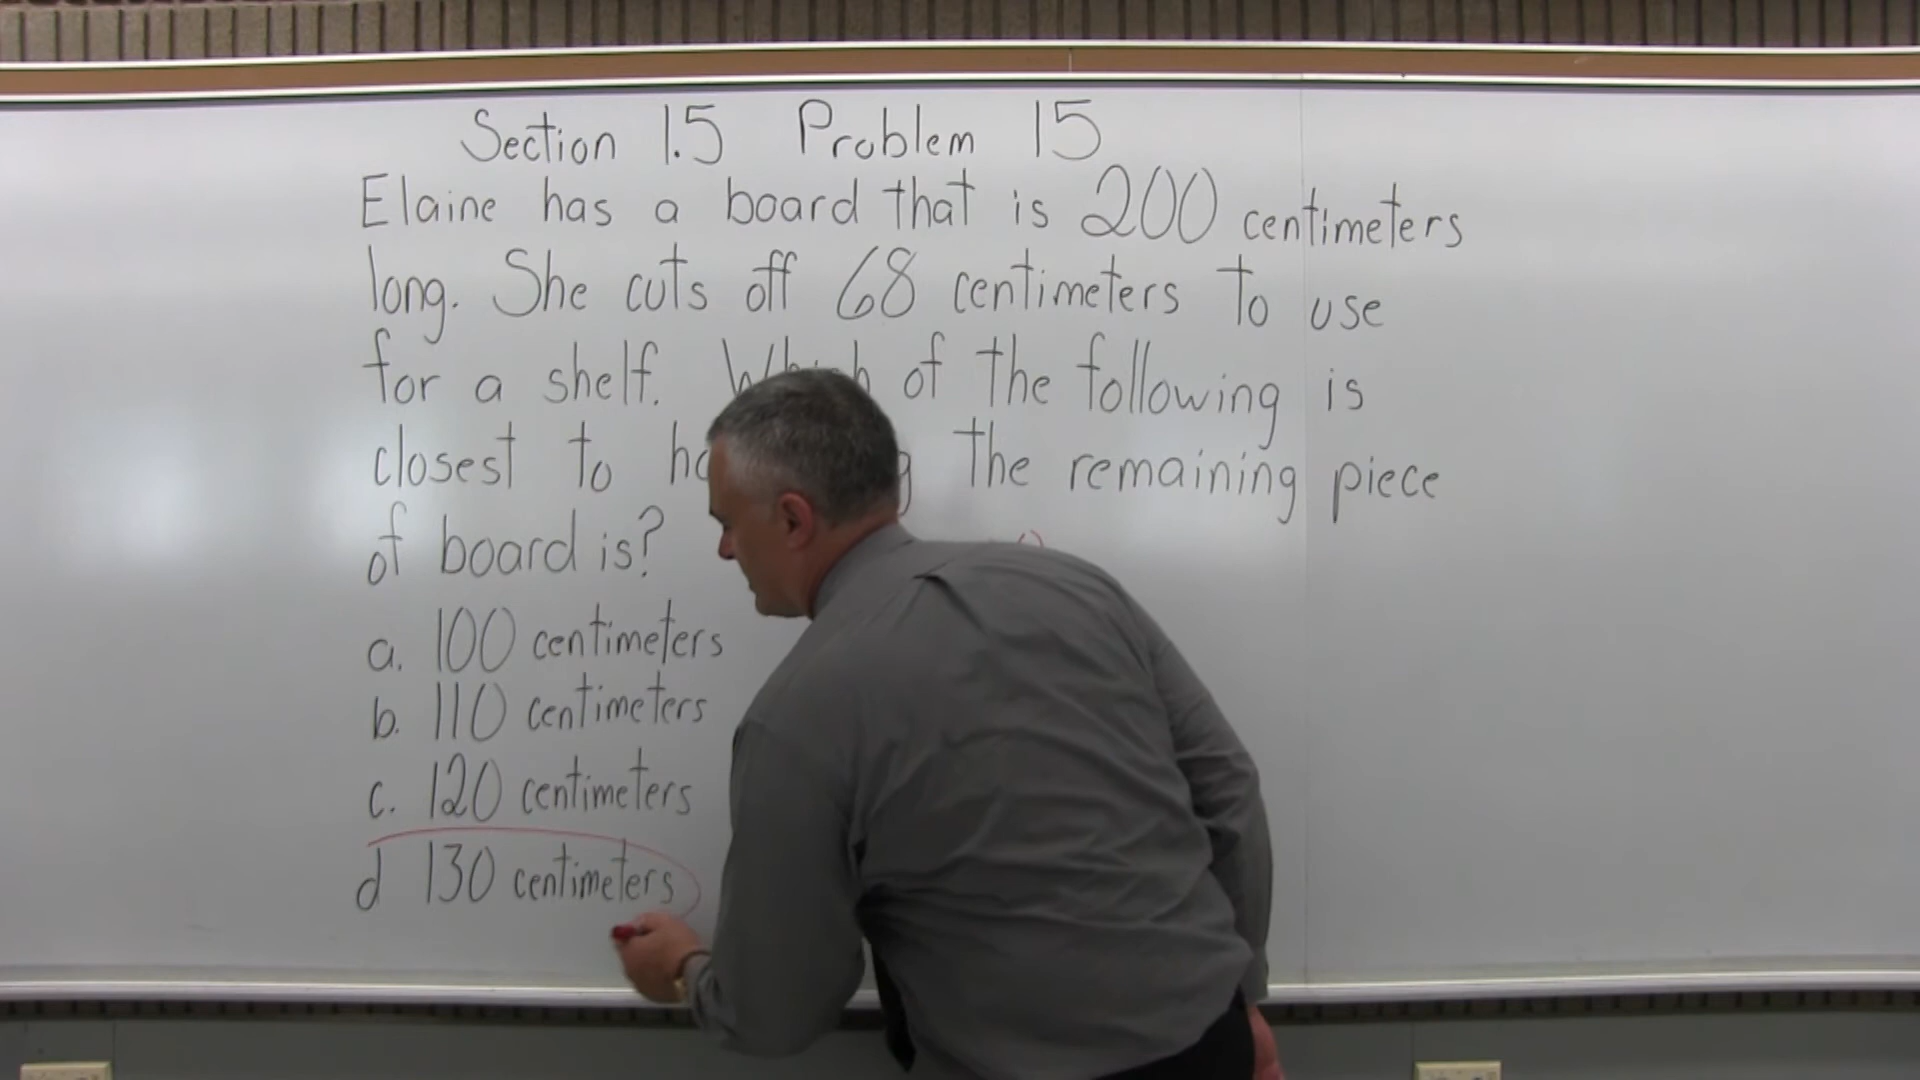 Section 1.5 Problem 15
Elaine has a board that is 200 centimeters
long. She cuts off 68 centimeters to use
for a shelf. Which of the following is
closest to the remaining piece
of board is?
a. 100 centimeters
b. 110 centimeters
c. 120 centimeters
d 130 centimeters